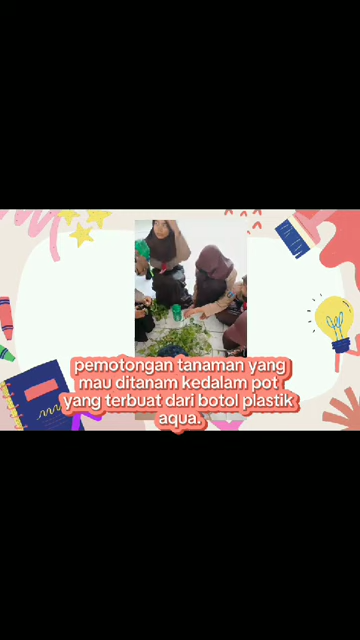 pemotongan tanaman yang
mau ditanam kedalam pot
yang terbuat dari botol plastik
aqua.